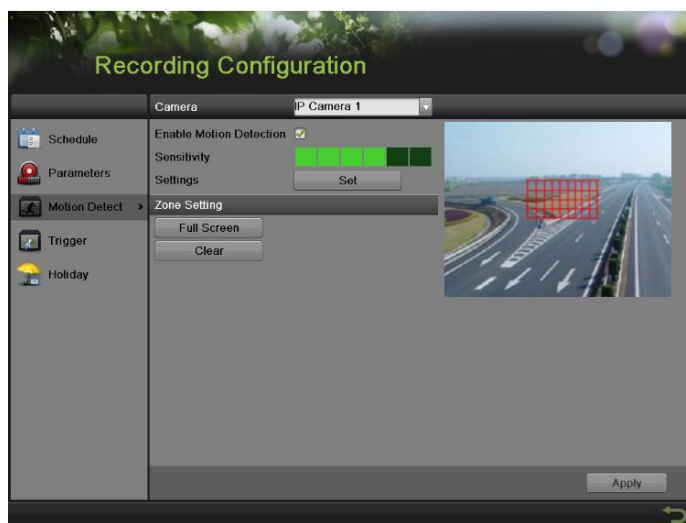 Recording Configuration
Camera IP Camera 1
Schedule
Parameters
Motion Detect
Trigger
Holiday
Enable Motion Detection
Sensitivity
Settings Set
Zone Setting
Full Screen
Clear
Apply